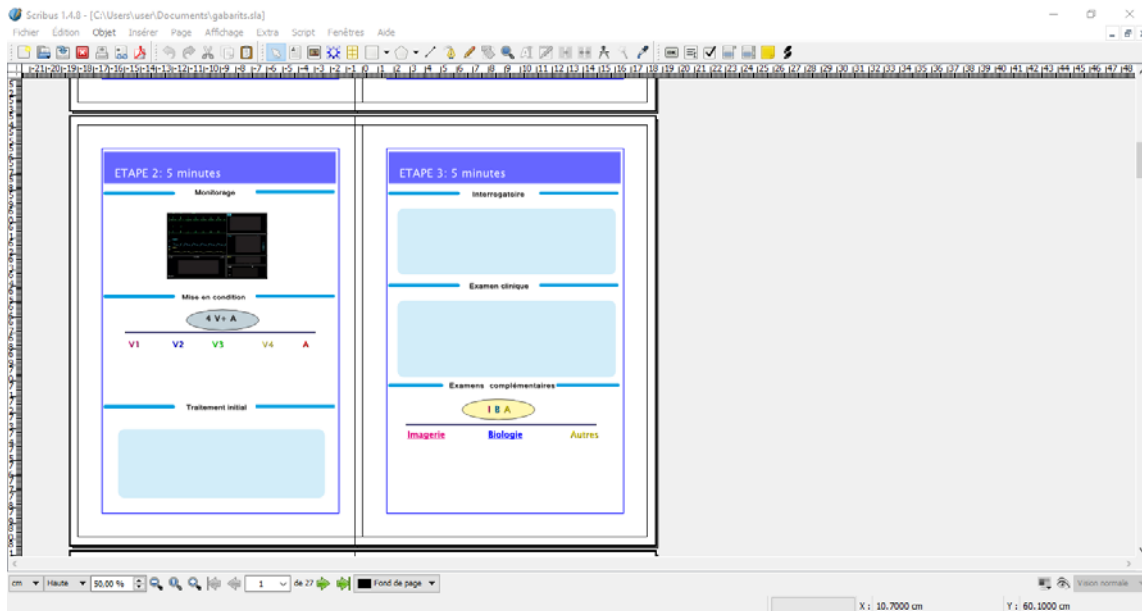 Scribus 1.4.8 - [C:\Users\user\Documents\gabarits.sla]
Fichier Édition Objet Insérer Page Affichage Extra Script Fenêtres Aide
ETAPE 2: 5 minutes
Monitorage
Mise en condition
4 V+ A
V1 V2 V3 V4 A
Traitement initial
ETAPE 3: 5 minutes
Interrogatoire
Examen clinique
Examens complémentaires
I B A
Imagerie Biologie Autres
cm Haute 50,00 % 1 de 27 Fond de page Vision normale
X : 10.7000 cm Y : 60.1000 cm